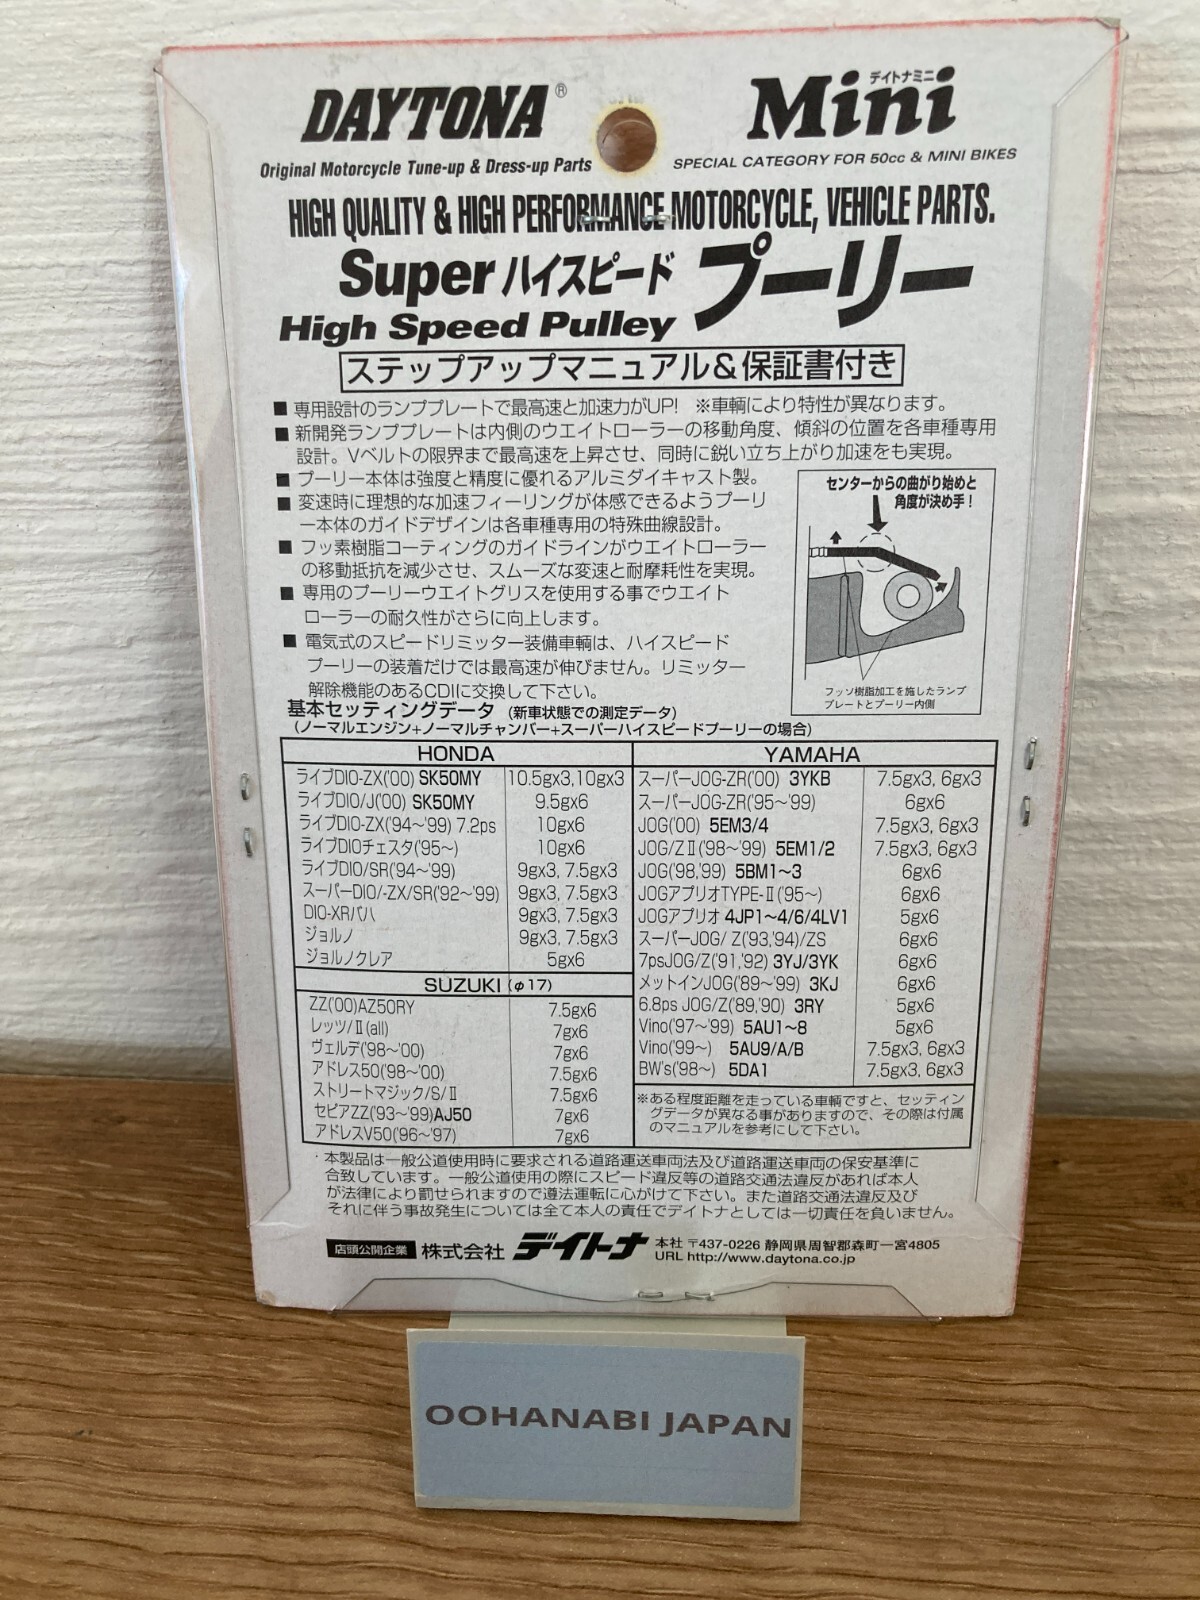 DAYTONA®
Original Motorcycle Tune-up & Dress-up Parts
デイトナミニ
Mini
SPECIAL CATEGORY FOR 50cc & MINI BIKES
HIGH QUALITY & HIGH PERFORMANCE MOTORCYCLE, VEHICLE PARTS.
Super ハイスピード プーリー
High Speed Pulley
ステップアップマニュアル&保証書付き
■ 専用設計のランププレートで最高速と加速力がUP! ※車輌により特性が異なります。
■ 新開発ランププレートは内側のウエイトローラーの移動角度、傾斜の位置を各車種専用
設計。Vベルトの限界まで最高速を上昇させ、同時に鋭い立ち上がり加速をも実現。
■ プーリー本体は強度と精度に優れるアルミダイキャスト製。
■ 変速時に理想的な加速フィーリングが体感できるようプーリ
ー本体のガイドデザインは各車種専用の特殊曲線設計。
■ フッ素樹脂コーティングのガイドラインがウエイトローラー
の移動抵抗を減少させ、スムーズな変速と耐摩耗性を実現。
■ 専用のプーリーウエイトグリスを使用する事でウエイト
ローラーの耐久性がさらに向上します。
■ 電気式のスピードリミッター装備車輌は、ハイスピード
プーリーの装着だけでは最高速が伸びません。リミッター
解除機能のあるCDIに交換して下さい。
センターからの曲がり始めと
角度が決め手!
フッソ樹脂加工を施したランプ
プレートとプーリー内側
基本セッティングデータ (新車状態での測定データ)
(ノーマルエンジン+ノーマルチャンバー+スーパーハイスピードプーリーの場合)
HONDA
ライブDIO-ZX('00) SK50MY 10.5gx3,10gx3
ライブDIO/J('00) SK50MY 9.5gx6
ライブDIO-ZX('94~'99) 7.2ps 10gx6
ライブDIOチェスタ('95~) 10gx6
ライブDIO/SR('94~'99) 9gx3, 7.5gx3
スーパーDIO/-ZX/SR('92~'99) 9gx3, 7.5gx3
DIO-XRバハ 9gx3, 7.5gx3
ジョルノ 9gx3, 7.5gx3
ジョルノクレア 5gx6
SUZUKI (φ17)
ZZ('00)AZ50RY 7.5gx6
レッツ/Ⅱ(all) 7gx6
ヴェルデ('98~'00) 7gx6
アドレス50('98~'00) 7.5gx6
ストリートマジック/S/Ⅱ 7.5gx6
セピアZZ('93~'99)AJ50 7gx6
アドレスV50('96~'97) 7gx6
YAMAHA
スーパーJOG-ZR('00) 3YKB 7.5gx3, 6gx3
スーパーJOG-ZR('95~'99) 6gx6
JOG('00) 5EM3/4 7.5gx3, 6gx3
JOG/ZⅡ('98~'99) 5EM1/2 7.5gx3, 6gx3
JOG('98,'99) 5BM1~3 6gx6
JOGアプリオTYPE-Ⅱ('95~) 6gx6
JOGアプリオ 4JP1~4/6/4LV1 5gx6
スーパーJOG/ Z('93,'94)/ZS 6gx6
7psJOG/Z('91,'92) 3YJ/3YK 6gx6
メットインJOG('89~'99) 3KJ 6gx6
6.8ps JOG/Z('89,'90) 3RY 5gx6
Vino('97~'99) 5AU1~8 5gx6
Vino('99~) 5AU9/A/B 7.5gx3, 6gx3
BW's('98~) 5DA1 7.5gx3, 6gx3
※ある程度距離を走っている車輌ですと、セッティン
グデータが異なる事がありますので、その際は付属
のマニュアルを参考にして下さい。
・本製品は一般公道使用時に要求される道路運送車両法及び道路運送車両の保安基準に
合致しています。一般公道使用の際にスピード違反等の道路交通法違反があれば本人
が法律により罰せられますので遵法運転に心がけて下さい。また道路交通法違反及び
それに伴う事故発生については全て本人の責任でデイトナとしては一切責任を負いません。
店頭公開企業 株式会社 デイトナ 本社 〒437-0226 静岡県周智郡森町一宮4805
URL http://www.daytona.co.jp
OOHANABI JAPAN